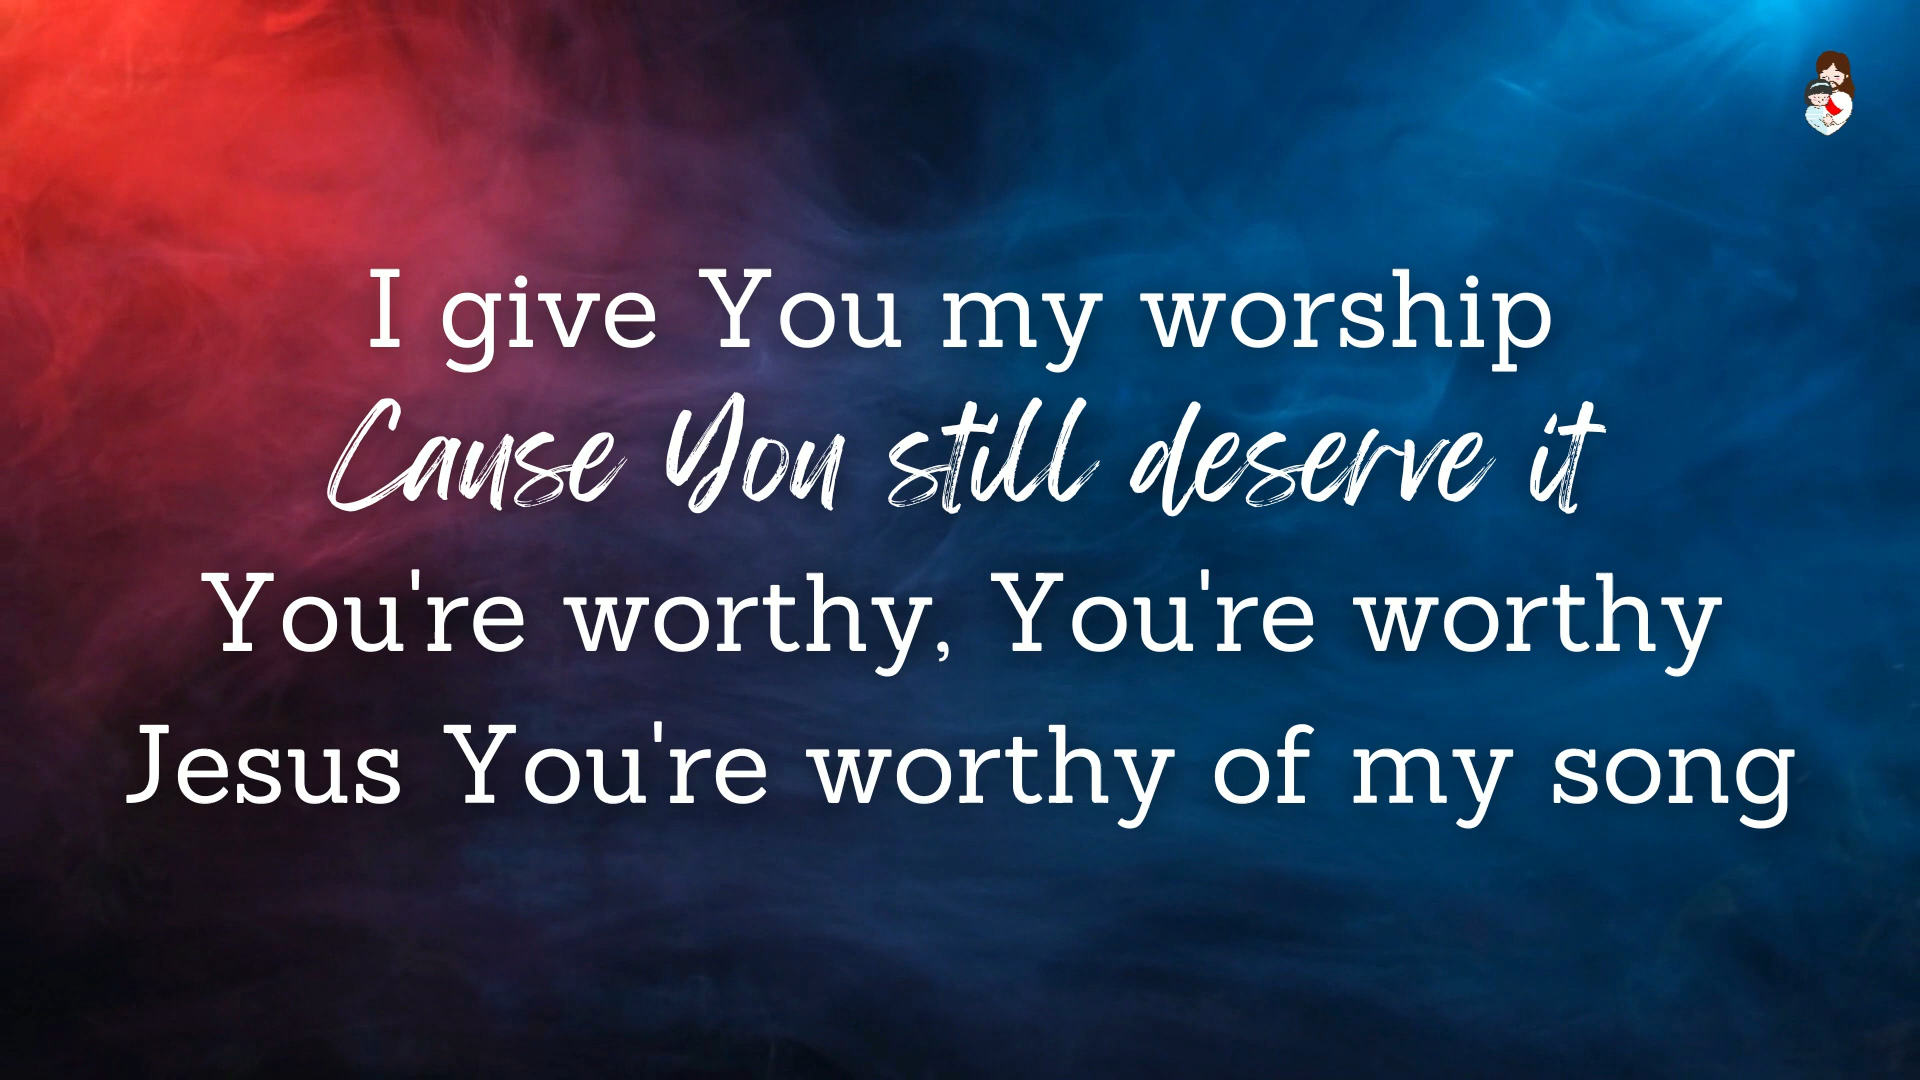 I give You my worship
Cause You still deserve it
You're worthy, You're worthy
Jesus You're worthy of my song